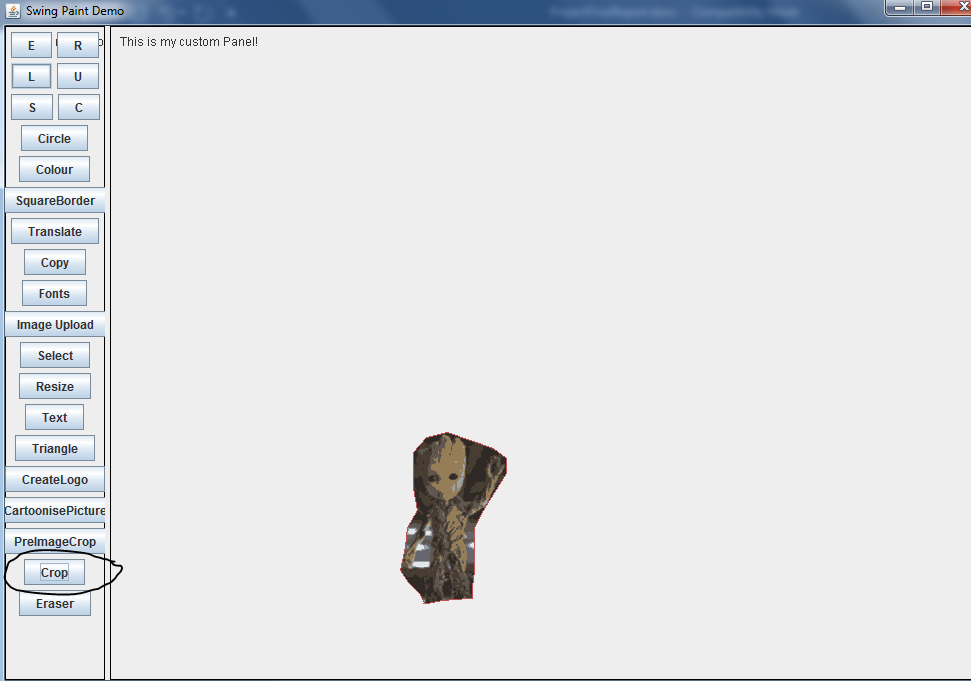 Swing Paint Demo
E R
This is my custom Panel!
L U
S C
Circle
Colour
SquareBorder
Translate
Copy
Fonts
Image Upload
Select
Resize
Text
Triangle
CreateLogo
CartoonisePicture
PreImageCrop
Crop
Eraser